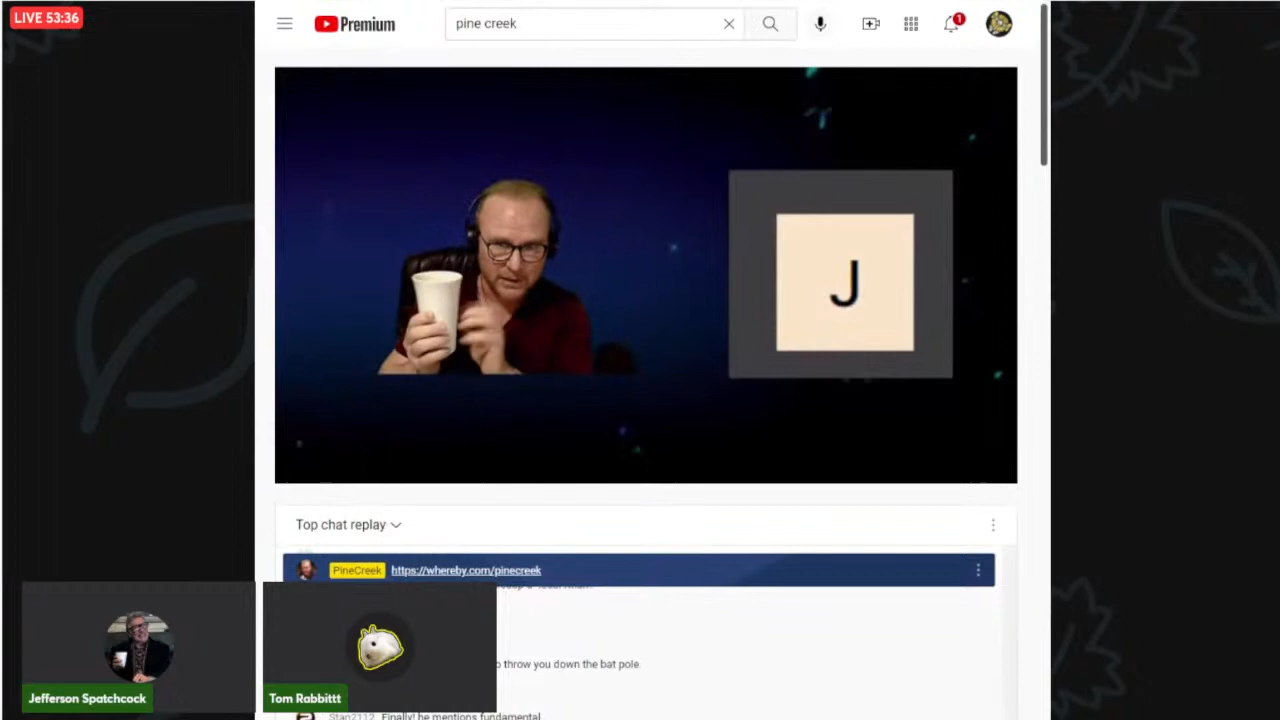 LIVE 53:36
Premium
pine creek
1
J
Top chat replay
PineCreek https://whereby.com/pinecreek
throw you down the bat pole.
Jefferson Spatchcock
Tom Rabbittt
Stan2112 Finally! he mentions fundamental